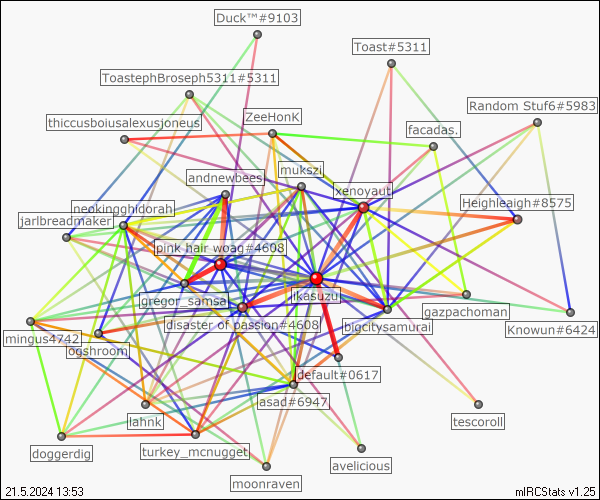 Duck™#9103
Toast#5311
ToastephBroseph5311#5311
Random Stuf6#5983
thiccusboiusalexusjoneus
ZeeHonK
facadas.
andnewbees
mukszi
xenoyaut
neokingghidorah
Heighleaigh#8575
jarlbreadmaker
pink hair woag#4608
gregor_samsa
ikasuzu
gazpachoman
disaster of passion#4608
bigcitysamurai
Knowun#6424
mingus4742
ogshroom
default#0617
asad#6947
lahnk
tescoroll
doggerdig
turkey_mcnugget
avelicious
moonraven
21.5.2024 13:53
mIRCStats v1.25